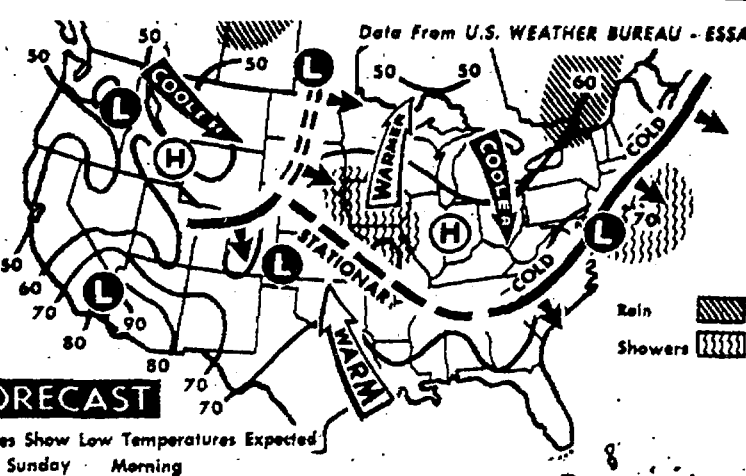 Data From U.S. WEATHER BUREAU - ESSA
50
50
50
50
50
60
L
L
COOLER
WARMER
COOLER
COLD
H
H
70
L
STATIONARY
COLD
L
50
60
70
80
L
90
80
70
70
WARM
Rain
Showers
ORECAST
es Show Low Temperatures Expected
Sunday Morning